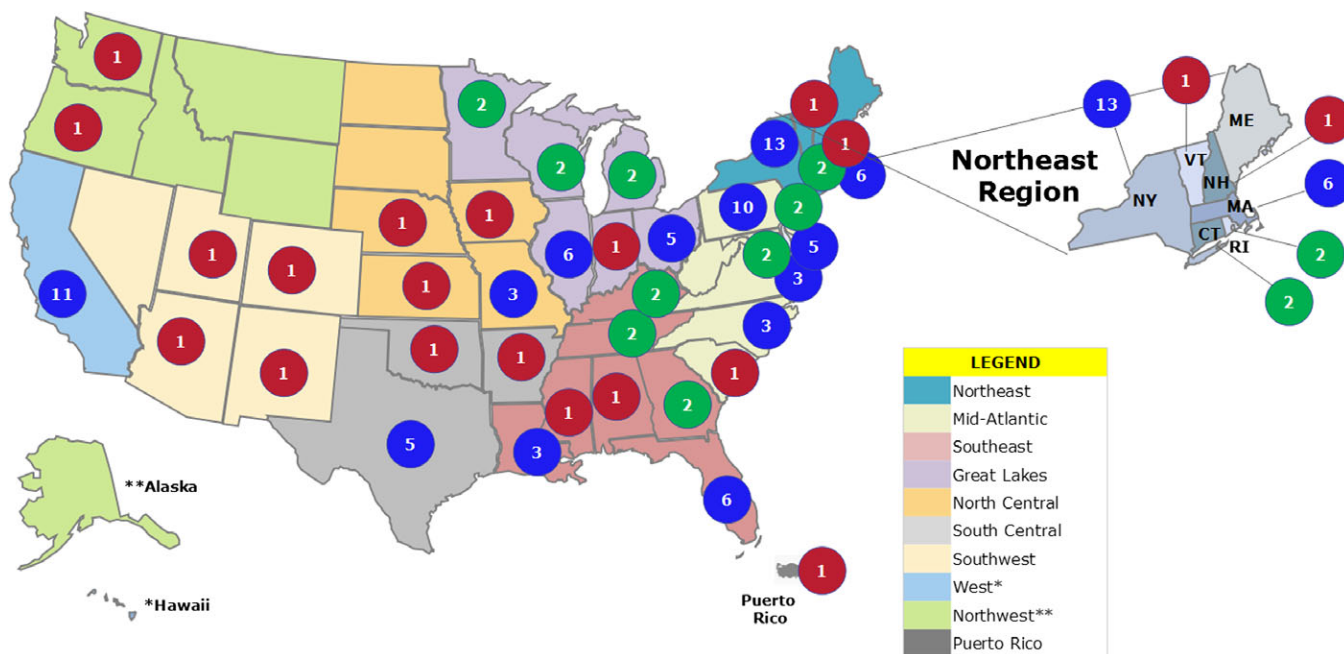 1
1
11
1
1
1
1
1
1
1
3
1
1
5
3
1
1
2
2
2
6
1
5
2
2
2
6
10
2
2
5
3
3
1
13
1
1
2
6
**Alaska
*Hawaii
Puerto
Rico
1
Northeast
Region
13
1
1
6
2
2
ME
VT
NH
NY
MA
CT
RI
LEGEND
Northeast
Mid-Atlantic
Southeast
Great Lakes
North Central
South Central
Southwest
West*
Northwest**
Puerto Rico